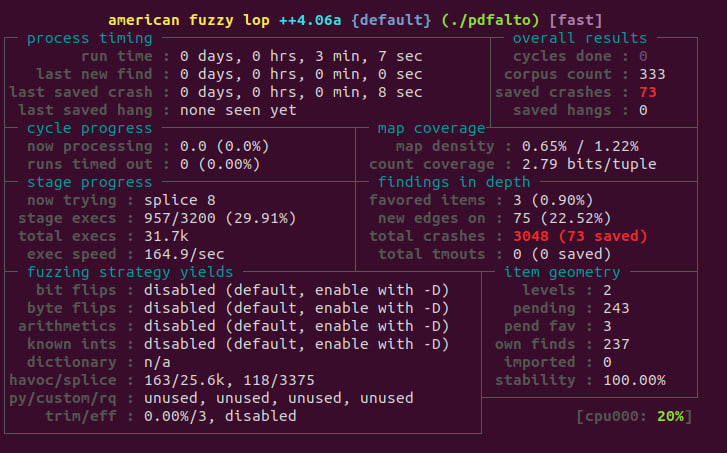 american fuzzy lop ++4.06a {default} (./pdfalto) [fast]
process timing overall results
run time : 0 days, 0 hrs, 3 min, 7 sec cycles done : 0
last new find : 0 days, 0 hrs, 0 min, 0 sec corpus count : 333
last saved crash : 0 days, 0 hrs, 0 min, 8 sec saved crashes : 73
last saved hang : none seen yet saved hangs : 0
cycle progress map coverage
now processing : 0.0 (0.0%) map density : 0.65% / 1.22%
runs timed out : 0 (0.00%) count coverage : 2.79 bits/tuple
stage progress findings in depth
now trying : splice 8 favored items : 3 (0.90%)
stage execs : 957/3200 (29.91%) new edges on : 75 (22.52%)
total execs : 31.7k total crashes : 3048 (73 saved)
exec speed : 164.9/sec total tmouts : 0 (0 saved)
fuzzing strategy yields item geometry
bit flips : disabled (default, enable with -D) levels : 2
byte flips : disabled (default, enable with -D) pending : 243
arithmetics : disabled (default, enable with -D) pend fav : 3
known ints : disabled (default, enable with -D) own finds : 237
dictionary : n/a imported : 0
havoc/splice : 163/25.6k, 118/3375 stability : 100.00%
py/custom/rq : unused, unused, unused, unused
trim/eff : 0.00%/3, disabled [cpu000: 20%]